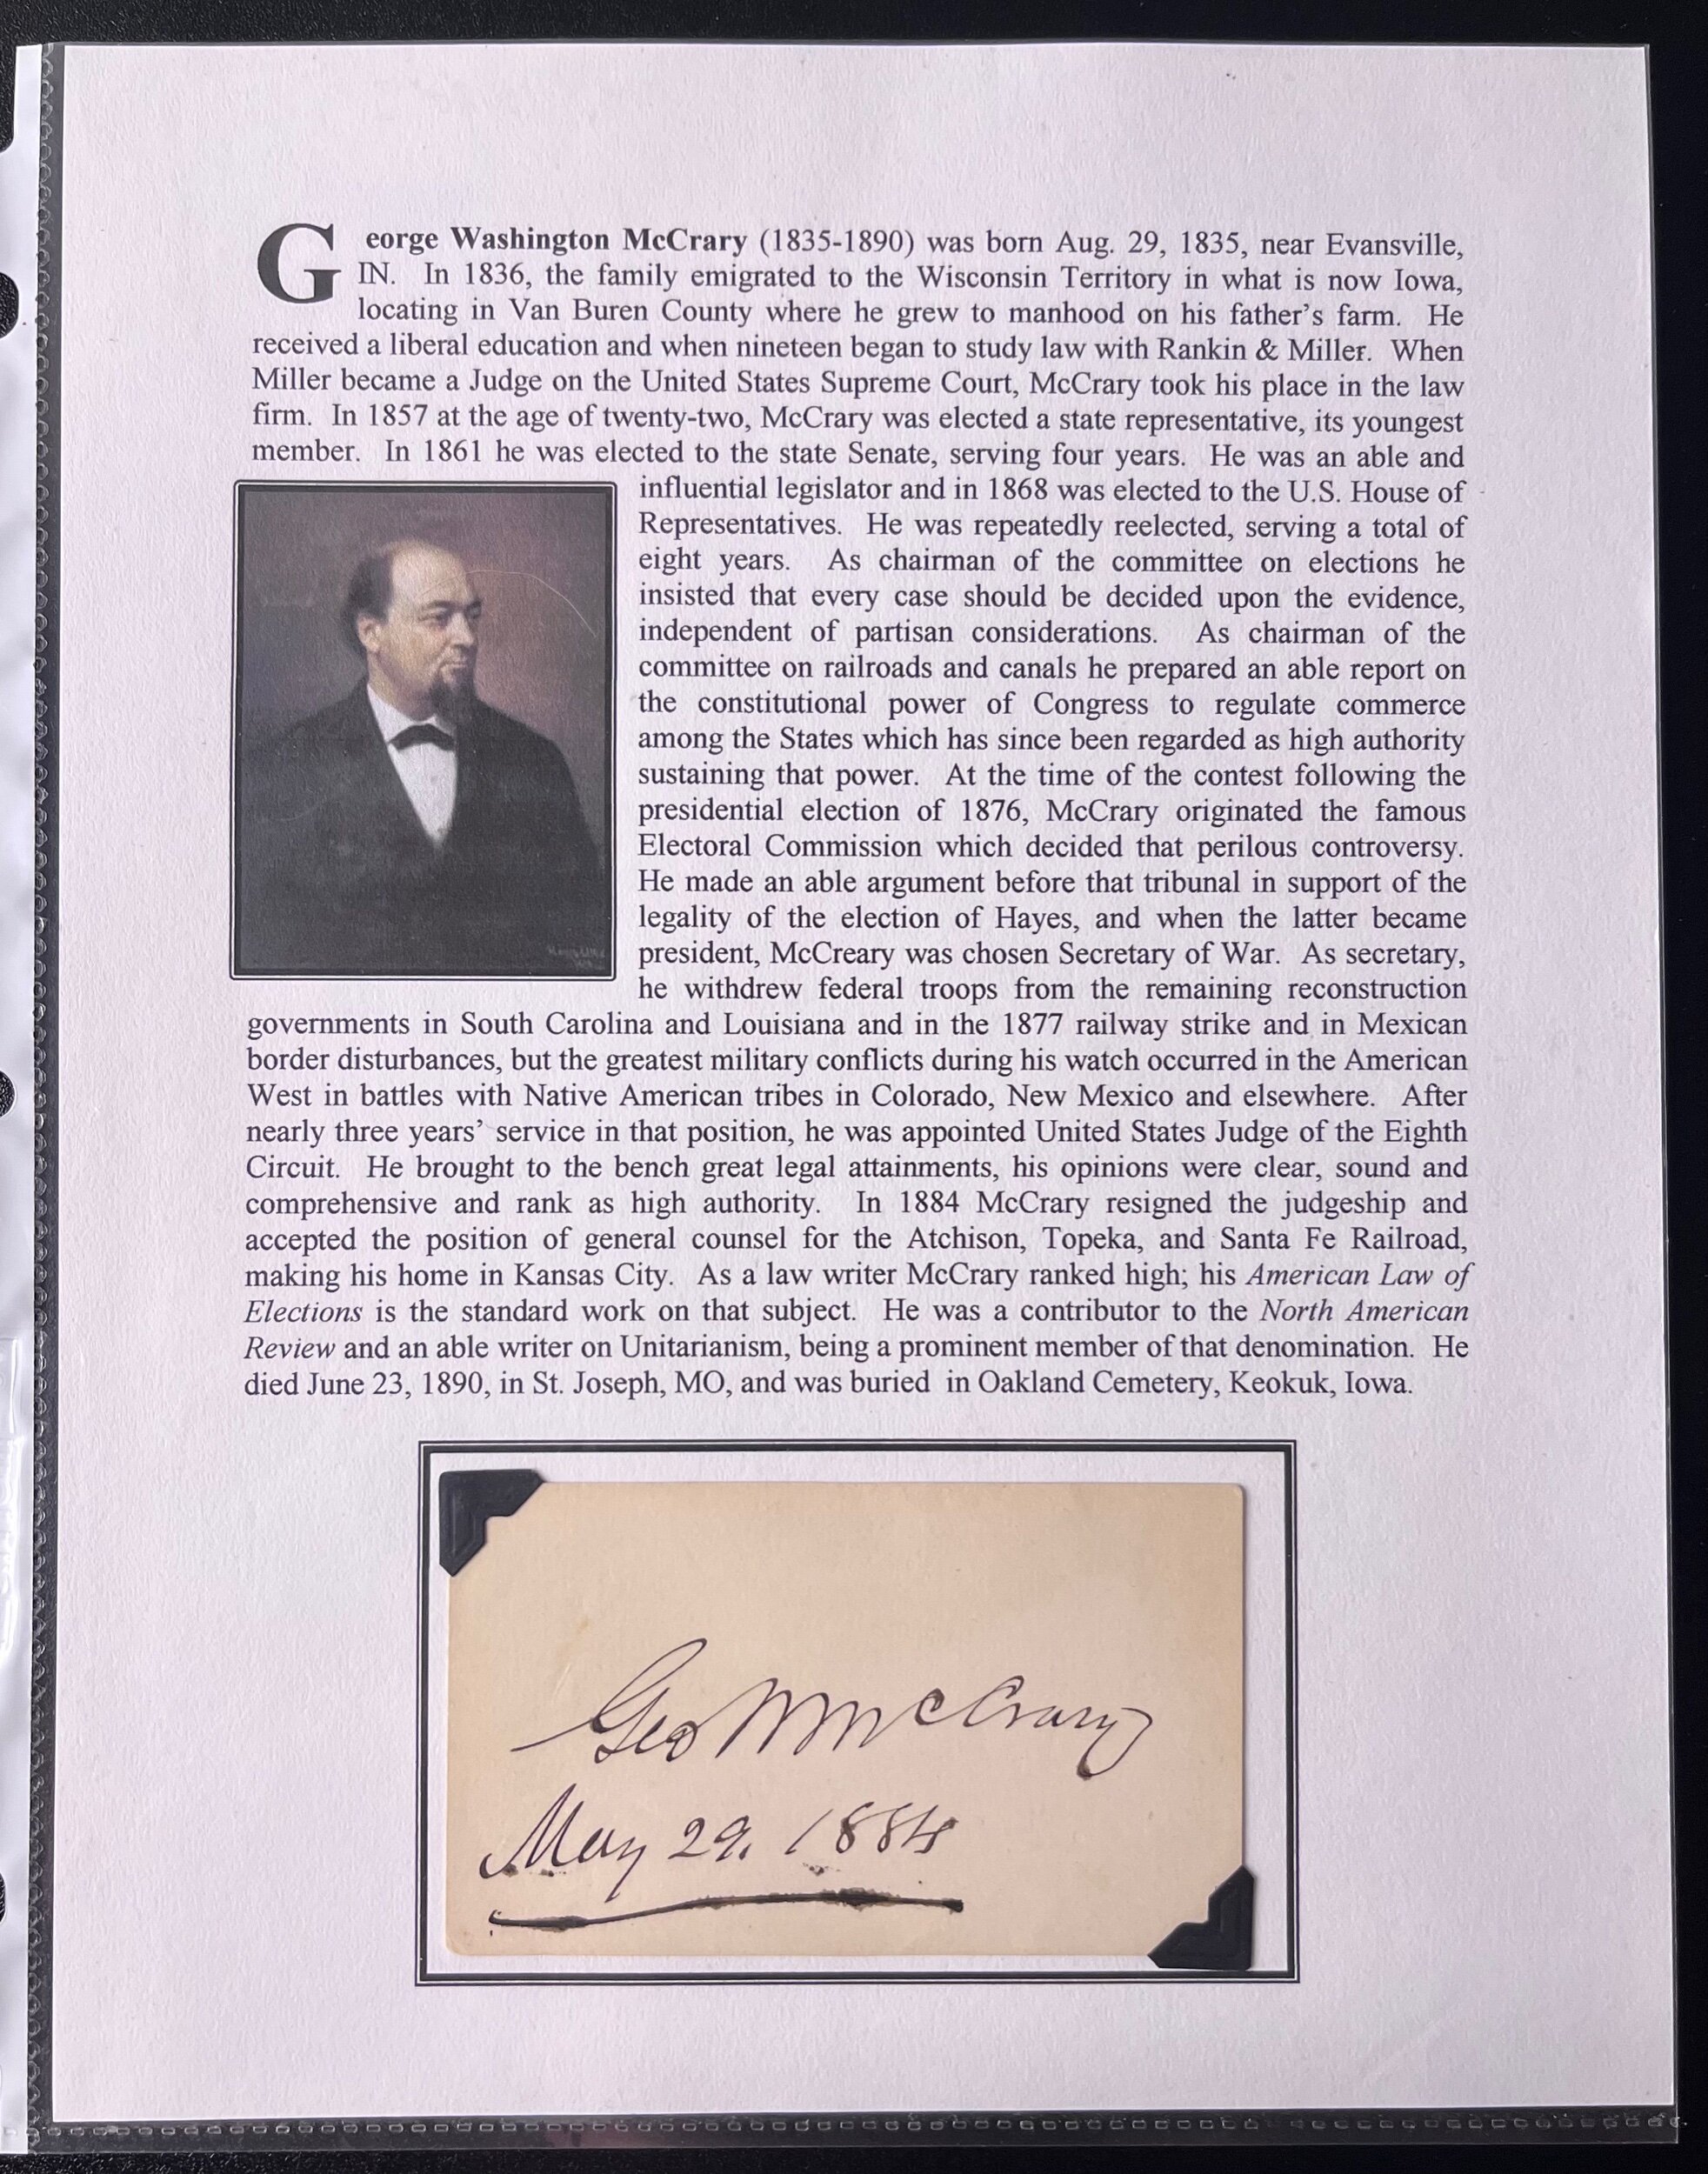 George Washington McCrary (1835-1890) was born Aug. 29, 1835, near Evansville,
IN. In 1836, the family emigrated to the Wisconsin Territory in what is now Iowa,
locating in Van Buren County where he grew to manhood on his father's farm. He
received a liberal education and when nineteen began to study law with Rankin & Miller. When
Miller became a Judge on the United States Supreme Court, McCrary took his place in the law
firm. In 1857 at the age of twenty-two, McCrary was elected a state representative, its youngest
member. In 1861 he was elected to the state Senate, serving four years. He was an able and
influential legislator and in 1868 was elected to the U.S. House of
Representatives. He was repeatedly reelected, serving a total of
eight years. As chairman of the committee on elections he
insisted that every case should be decided upon the evidence,
independent of partisan considerations. As chairman of the
committee on railroads and canals he prepared an able report on
the constitutional power of Congress to regulate commerce
among the States which has since been regarded as high authority
sustaining that power. At the time of the contest following the
presidential election of 1876, McCrary originated the famous
Electoral Commission which decided that perilous controversy.
He made an able argument before that tribunal in support of the
legality of the election of Hayes, and when the latter became
president, McCreary was chosen Secretary of War. As secretary,
he withdrew federal troops from the remaining reconstruction
governments in South Carolina and Louisiana and in the 1877 railway strike and in Mexican
border disturbances, but the greatest military conflicts during his watch occurred in the American
West in battles with Native American tribes in Colorado, New Mexico and elsewhere. After
nearly three years' service in that position, he was appointed United States Judge of the Eighth
Circuit. He brought to the bench great legal attainments, his opinions were clear, sound and
comprehensive and rank as high authority. In 1884 McCrary resigned the judgeship and
accepted the position of general counsel for the Atchison, Topeka, and Santa Fe Railroad,
making his home in Kansas City. As a law writer McCrary ranked high; his American Law of
Elections is the standard work on that subject. He was a contributor to the North American
Review and an able writer on Unitarianism, being a prominent member of that denomination. He
died June 23, 1890, in St. Joseph, MO, and was buried in Oakland Cemetery, Keokuk, Iowa.
Geo W McCrary
May 29. 1884